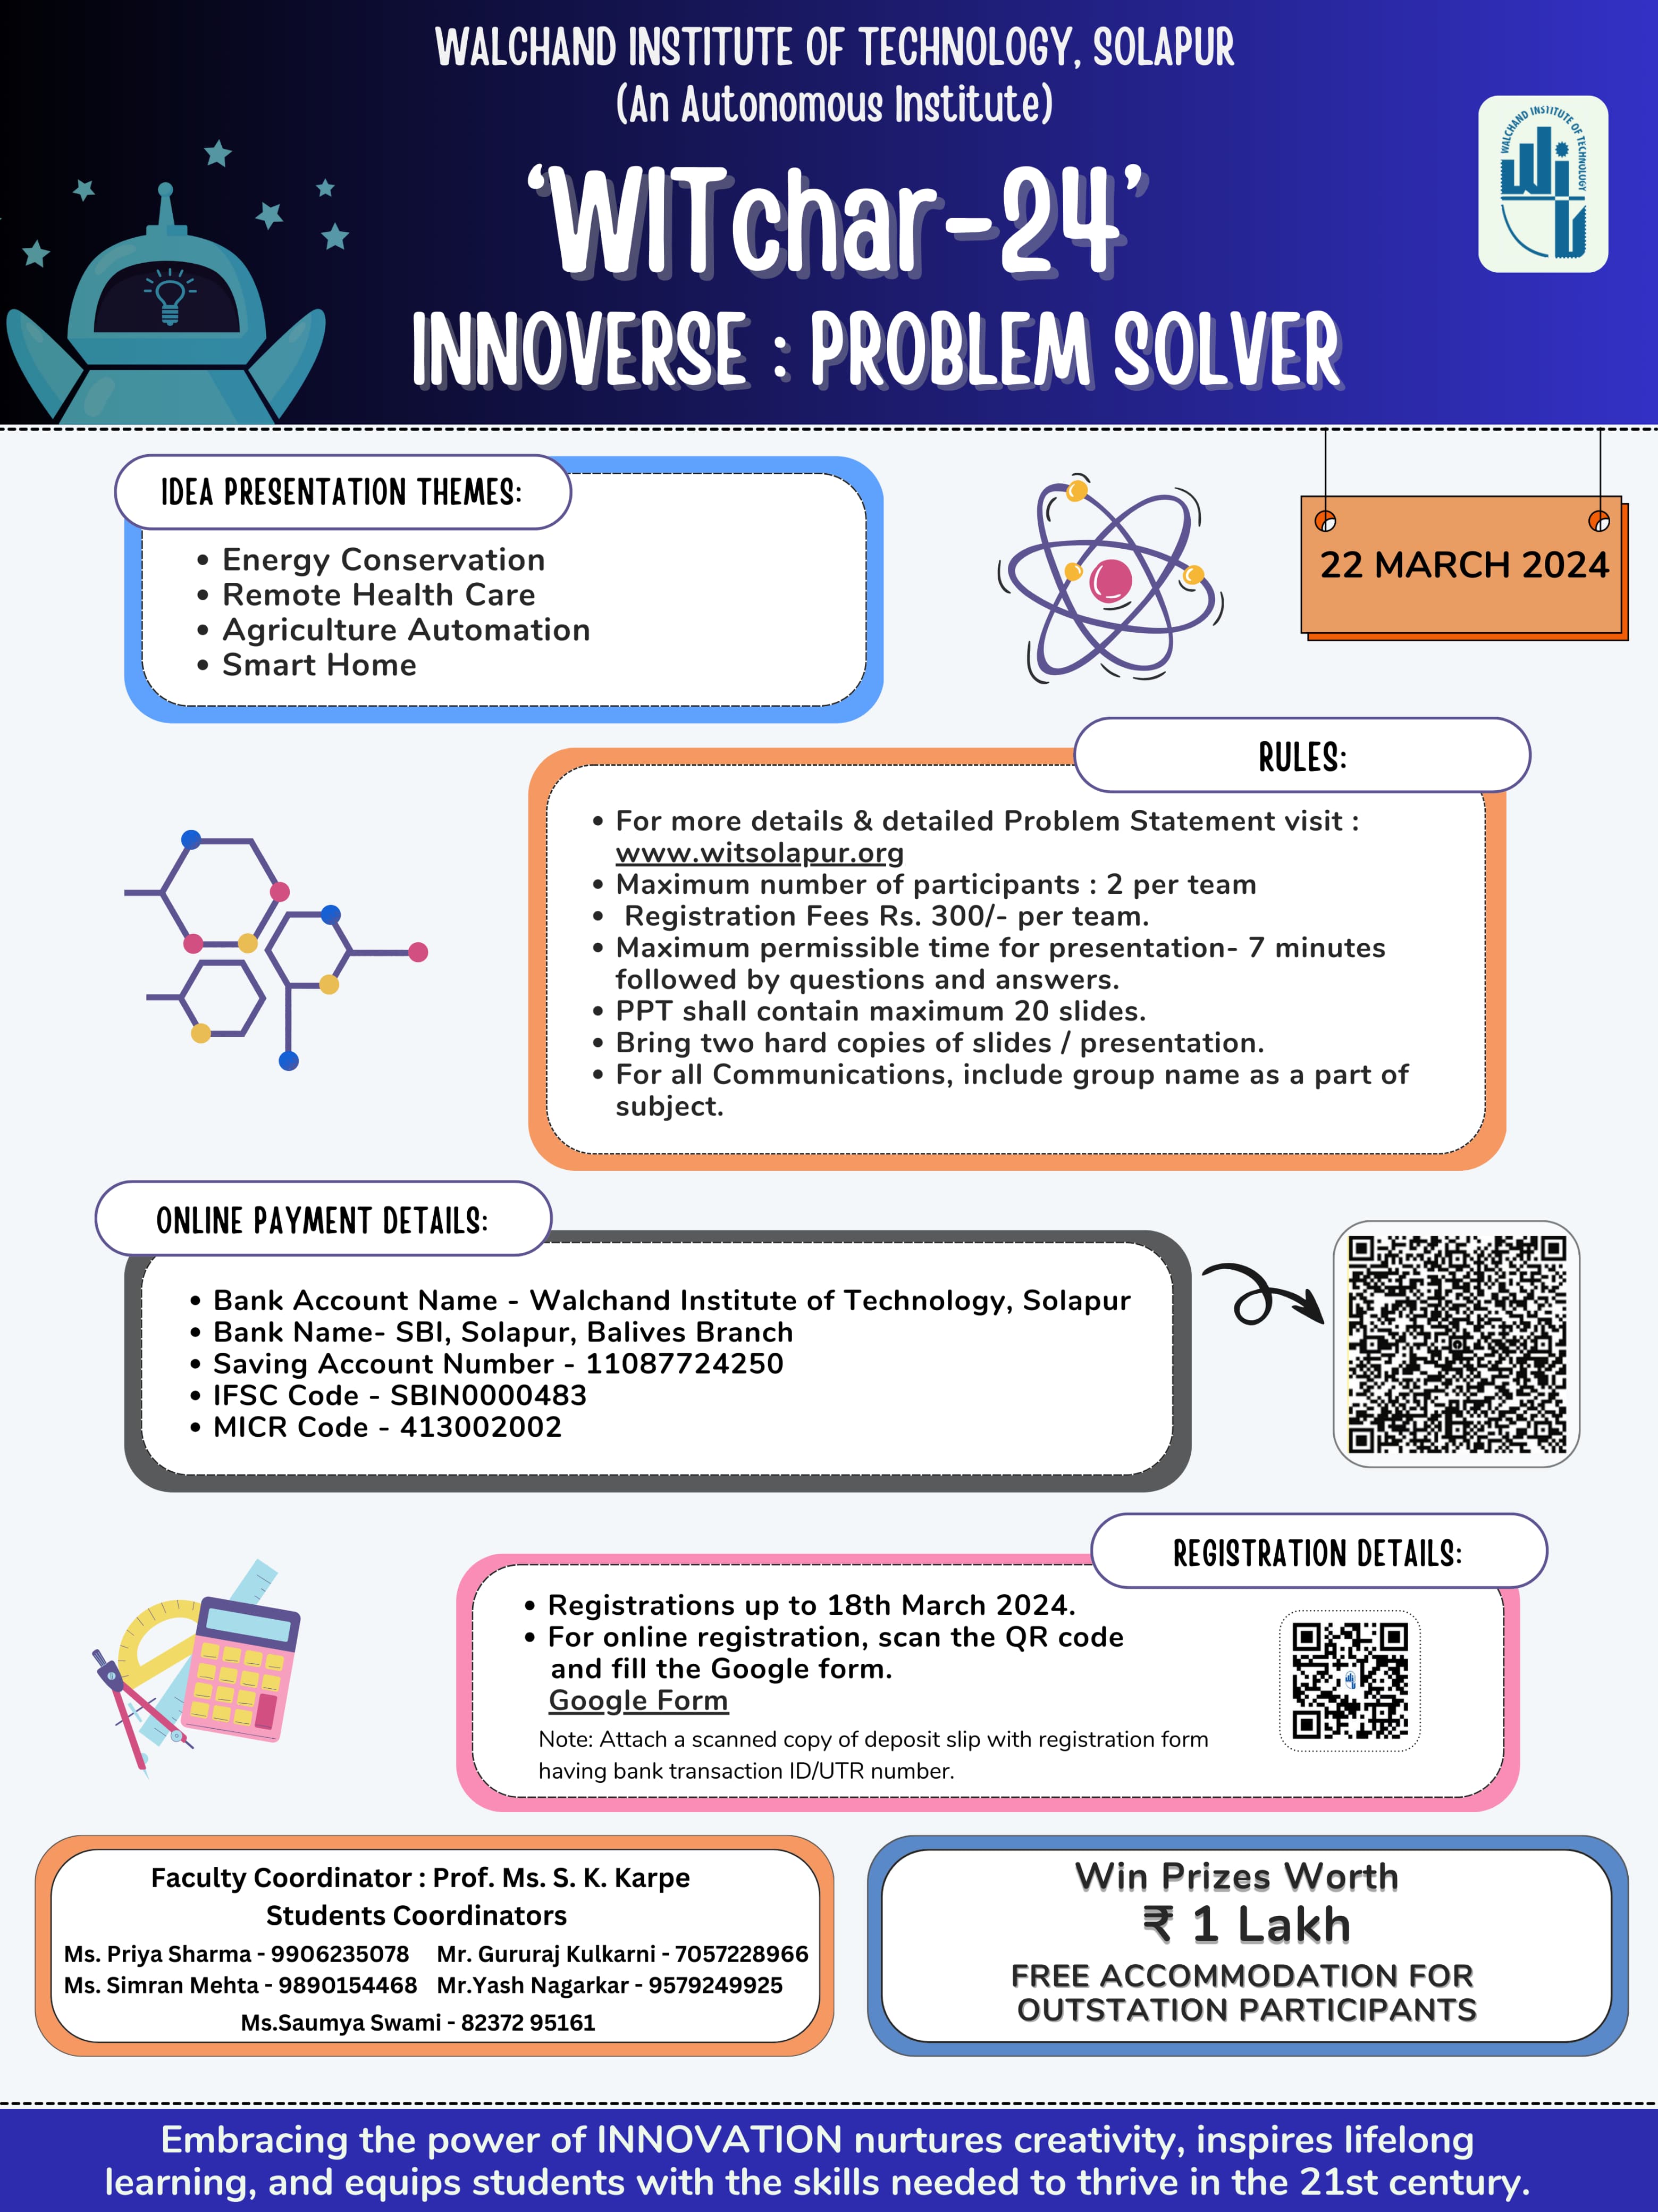 WALCHAND INSTITUTE OF TECHNOLOGY, SOLAPUR
(An Autonomous Institute)
'WITchar-24'
INNOVERSE : PROBLEM SOLVER
WALCHAND INSTITUTE OF TECHNOLOGY
IDEA PRESENTATION THEMES:
• Energy Conservation
• Remote Health Care
• Agriculture Automation
• Smart Home
22 MARCH 2024
RULES:
• For more details & detailed Problem Statement visit :
www.witsolapur.org
• Maximum number of participants : 2 per team
• Registration Fees Rs. 300/- per team.
• Maximum permissible time for presentation- 7 minutes
followed by questions and answers.
• PPT shall contain maximum 20 slides.
• Bring two hard copies of slides / presentation.
• For all Communications, include group name as a part of
subject.
ONLINE PAYMENT DETAILS:
• Bank Account Name - Walchand Institute of Technology, Solapur
• Bank Name- SBI, Solapur, Balives Branch
• Saving Account Number - 11087724250
• IFSC Code - SBIN0000483
• MICR Code - 413002002
REGISTRATION DETAILS:
• Registrations up to 18th March 2024.
• For online registration, scan the QR code
and fill the Google form.
Google Form
Note: Attach a scanned copy of deposit slip with registration form
having bank transaction ID/UTR number.
Faculty Coordinator : Prof. Ms. S. K. Karpe
Students Coordinators
Ms. Priya Sharma - 9906235078 Mr. Gururaj Kulkarni - 7057228966
Ms. Simran Mehta - 9890154468 Mr.Yash Nagarkar - 9579249925
Ms.Saumya Swami - 82372 95161
Win Prizes Worth
₹ 1 Lakh
FREE ACCOMMODATION FOR
OUTSTATION PARTICIPANTS
Embracing the power of INNOVATION nurtures creativity, inspires lifelong
learning, and equips students with the skills needed to thrive in the 21st century.